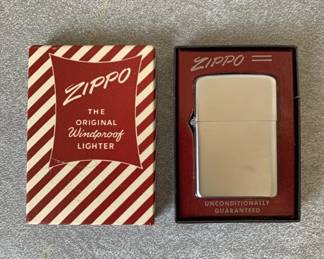 ZIPPO
THE
ORIGINAL
Windproof
LIGHTER
ZIPPO
UNCONDITIONALLY
GUARANTEED